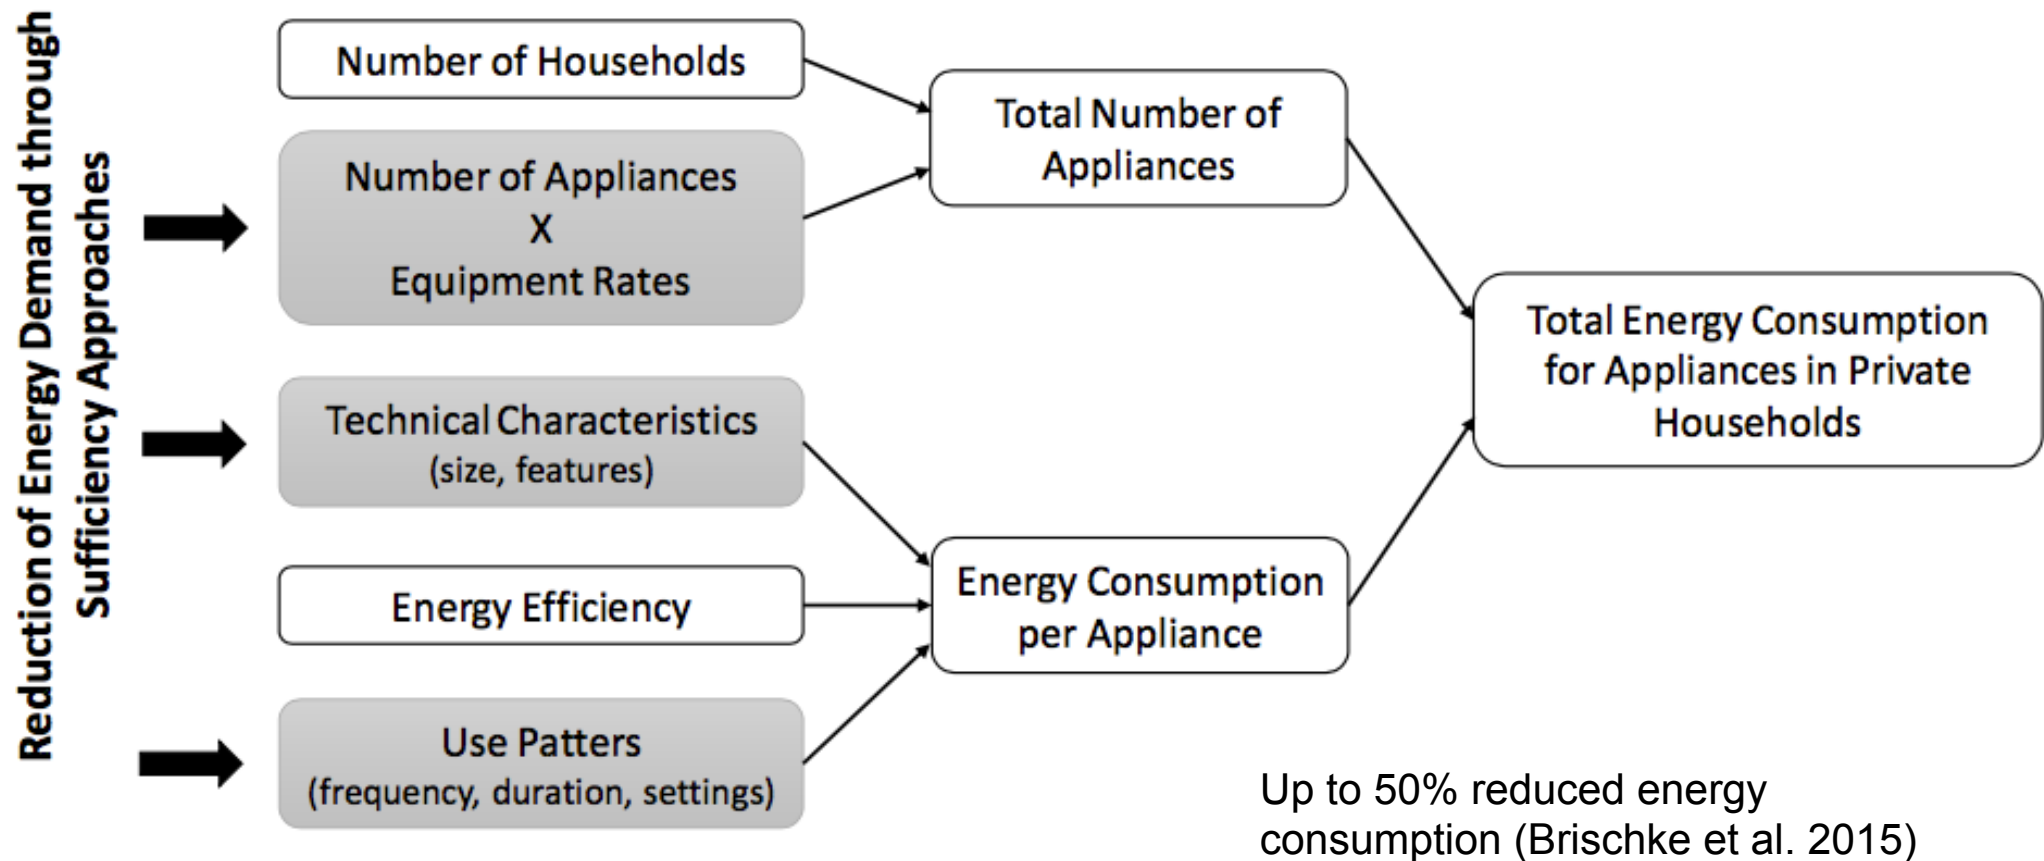 Reduction of Energy Demand through
Sufficiency Approaches
Number of Households
Number of Appliances
X
Equipment Rates
Technical Characteristics
(size, features)
Energy Efficiency
Use Patters
(frequency, duration, settings)
Total Number of
Appliances
Energy Consumption
per Appliance
Total Energy Consumption
for Appliances in Private
Households
Up to 50% reduced energy
consumption (Brischke et al. 2015)